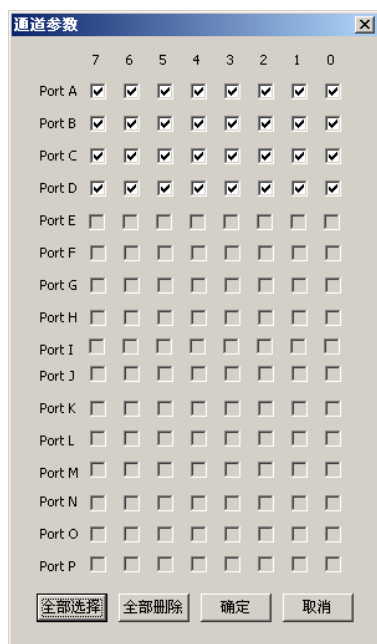 通道参数
7 6 5 4 3 2 1 0
Port A
Port B
Port C
Port D
Port E
Port F
Port G
Port H
Port I
Port J
Port K
Port L
Port M
Port N
Port O
Port P
全部选择 全部删除 确定 取消